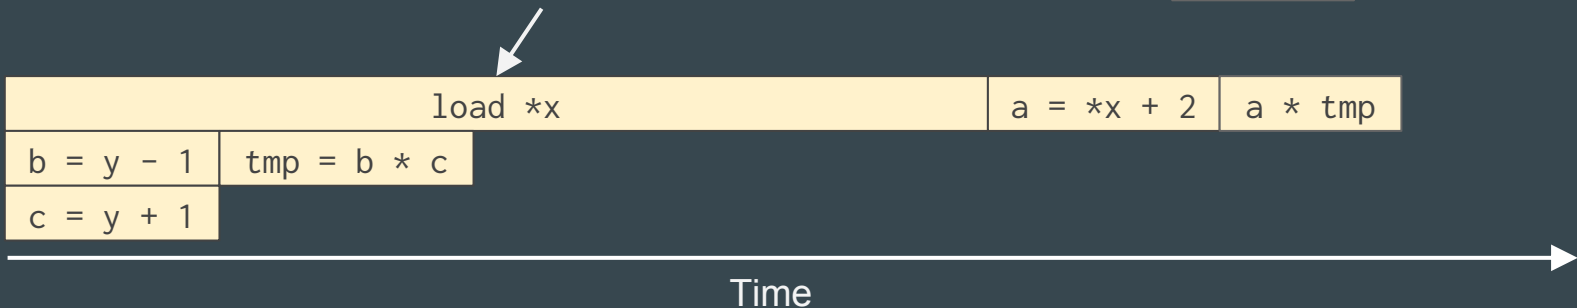 load *x a = *x + 2 a * tmp
b = y - 1 tmp = b * c
c = y + 1
Time